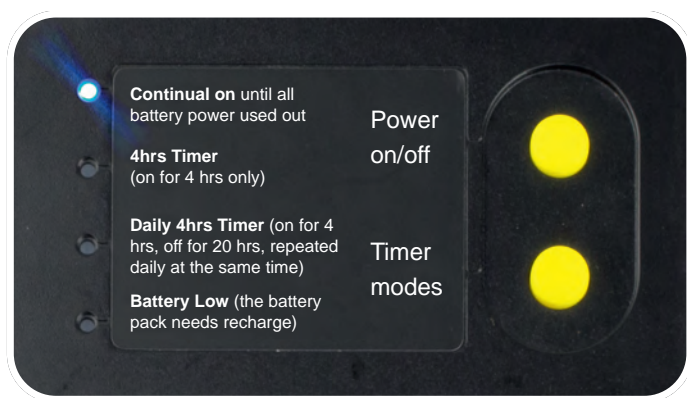 Continual on until all
battery power used out
4hrs Timer
(on for 4 hrs only)
Daily 4hrs Timer (on for 4
hrs, off for 20 hrs, repeated
daily at the same time)
Battery Low (the battery
pack needs recharge)
Power
on/off
Timer
modes